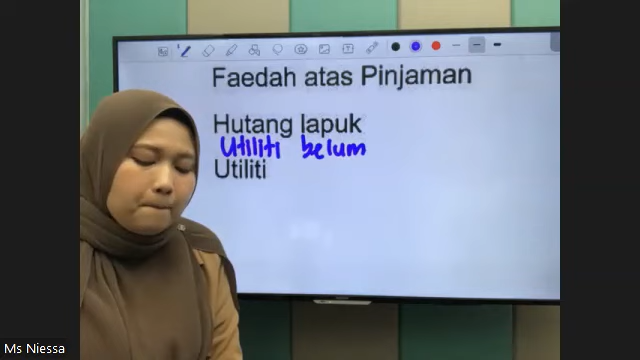 Faedah atas Pinjaman
Hutang lapuk
Utiliti belum
Utiliti
Ms Niessa